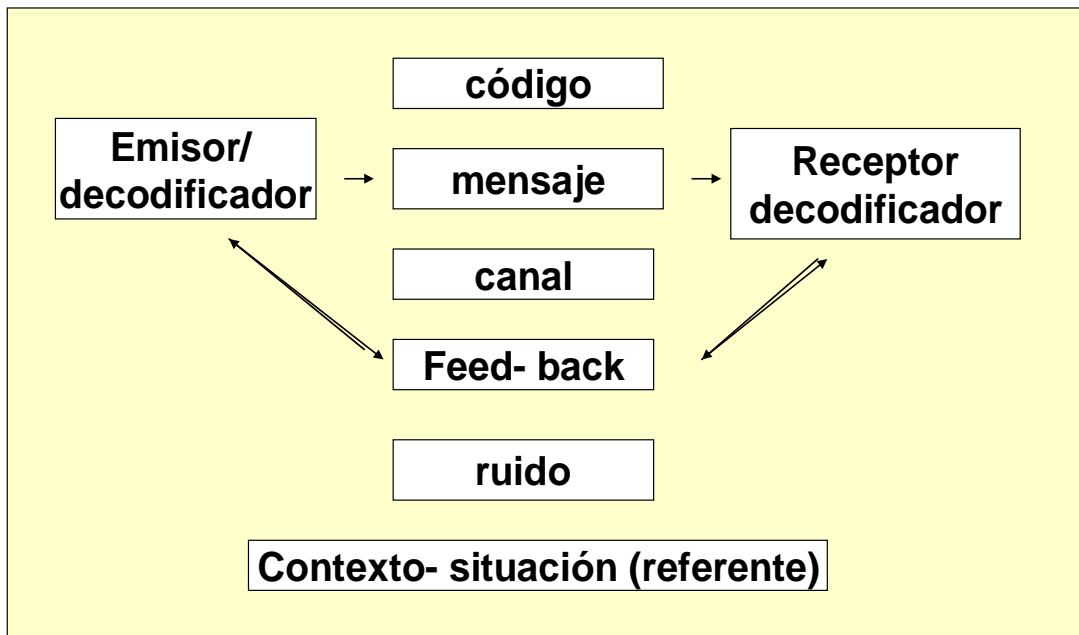 código
Emisor/
decodificador
mensaje
Receptor
decodificador
canal
Feed- back
ruido
Contexto- situación (referente)